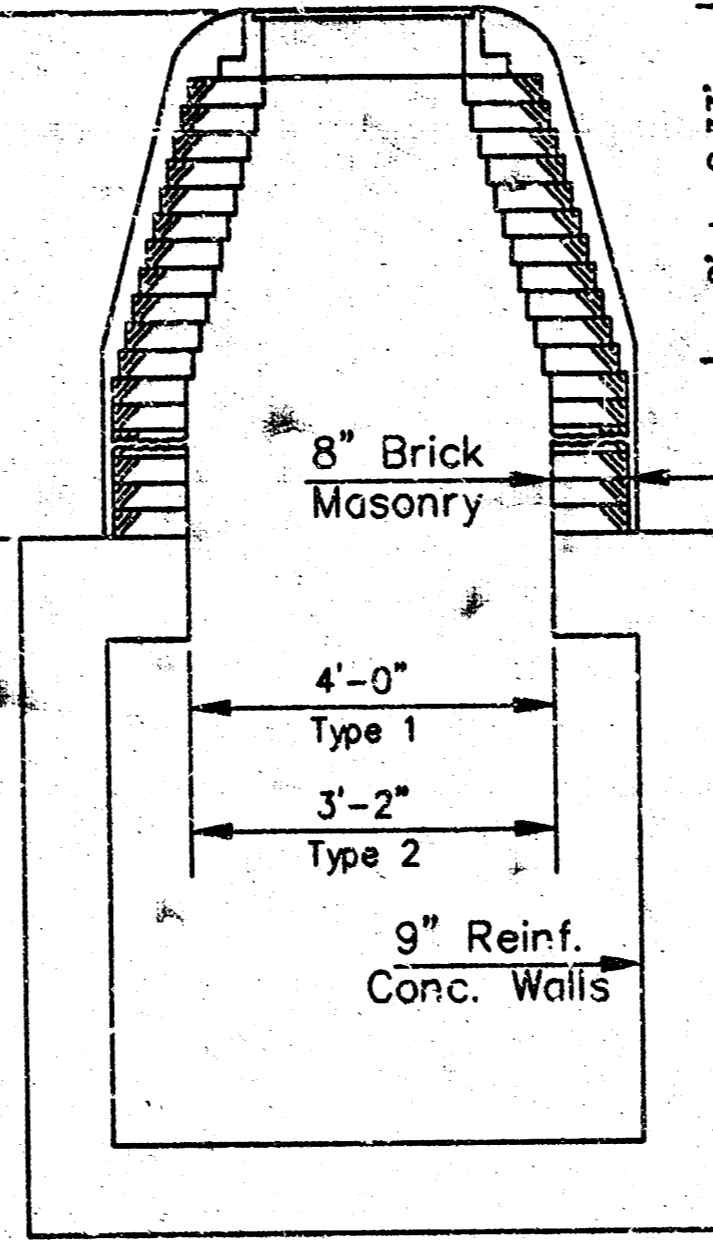 8" Brick
Masonry
4'-0"
Type 1
3'-2"
Type 2
9" Reinf.
Conc. Walls